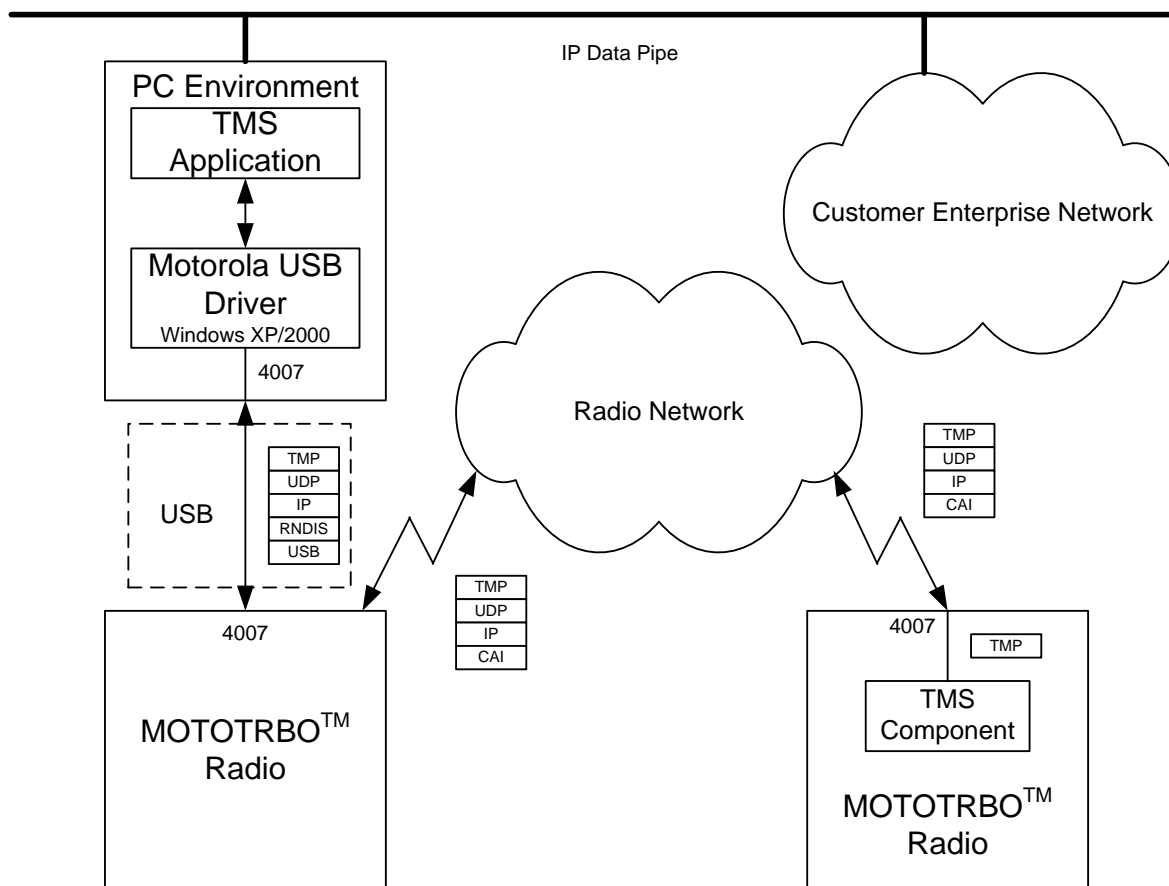 IP Data Pipe
PC Environment
TMS
Application
Motorola USB
Driver
Windows XP/2000
4007
Customer Enterprise Network
Radio Network
USB
TMP
UDP
IP
RNDIS
USB
TMP
UDP
IP
CAI
TMP
UDP
IP
CAI
4007
MOTOTRBO™
Radio
4007
TMP
TMS
Component
MOTOTRBO™
Radio